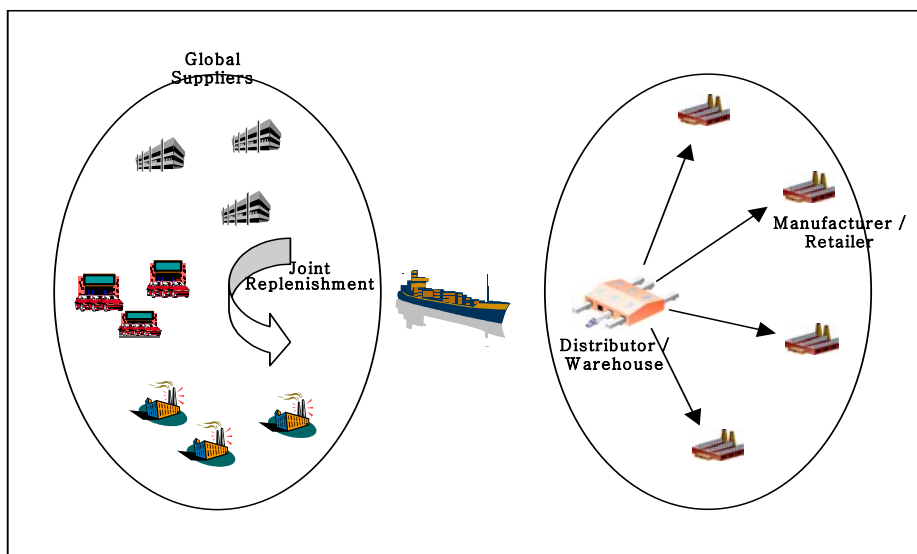 Global
Suppliers
Joint
Replenishment
Manufacturer /
Retailer
Distributor /
Warehouse